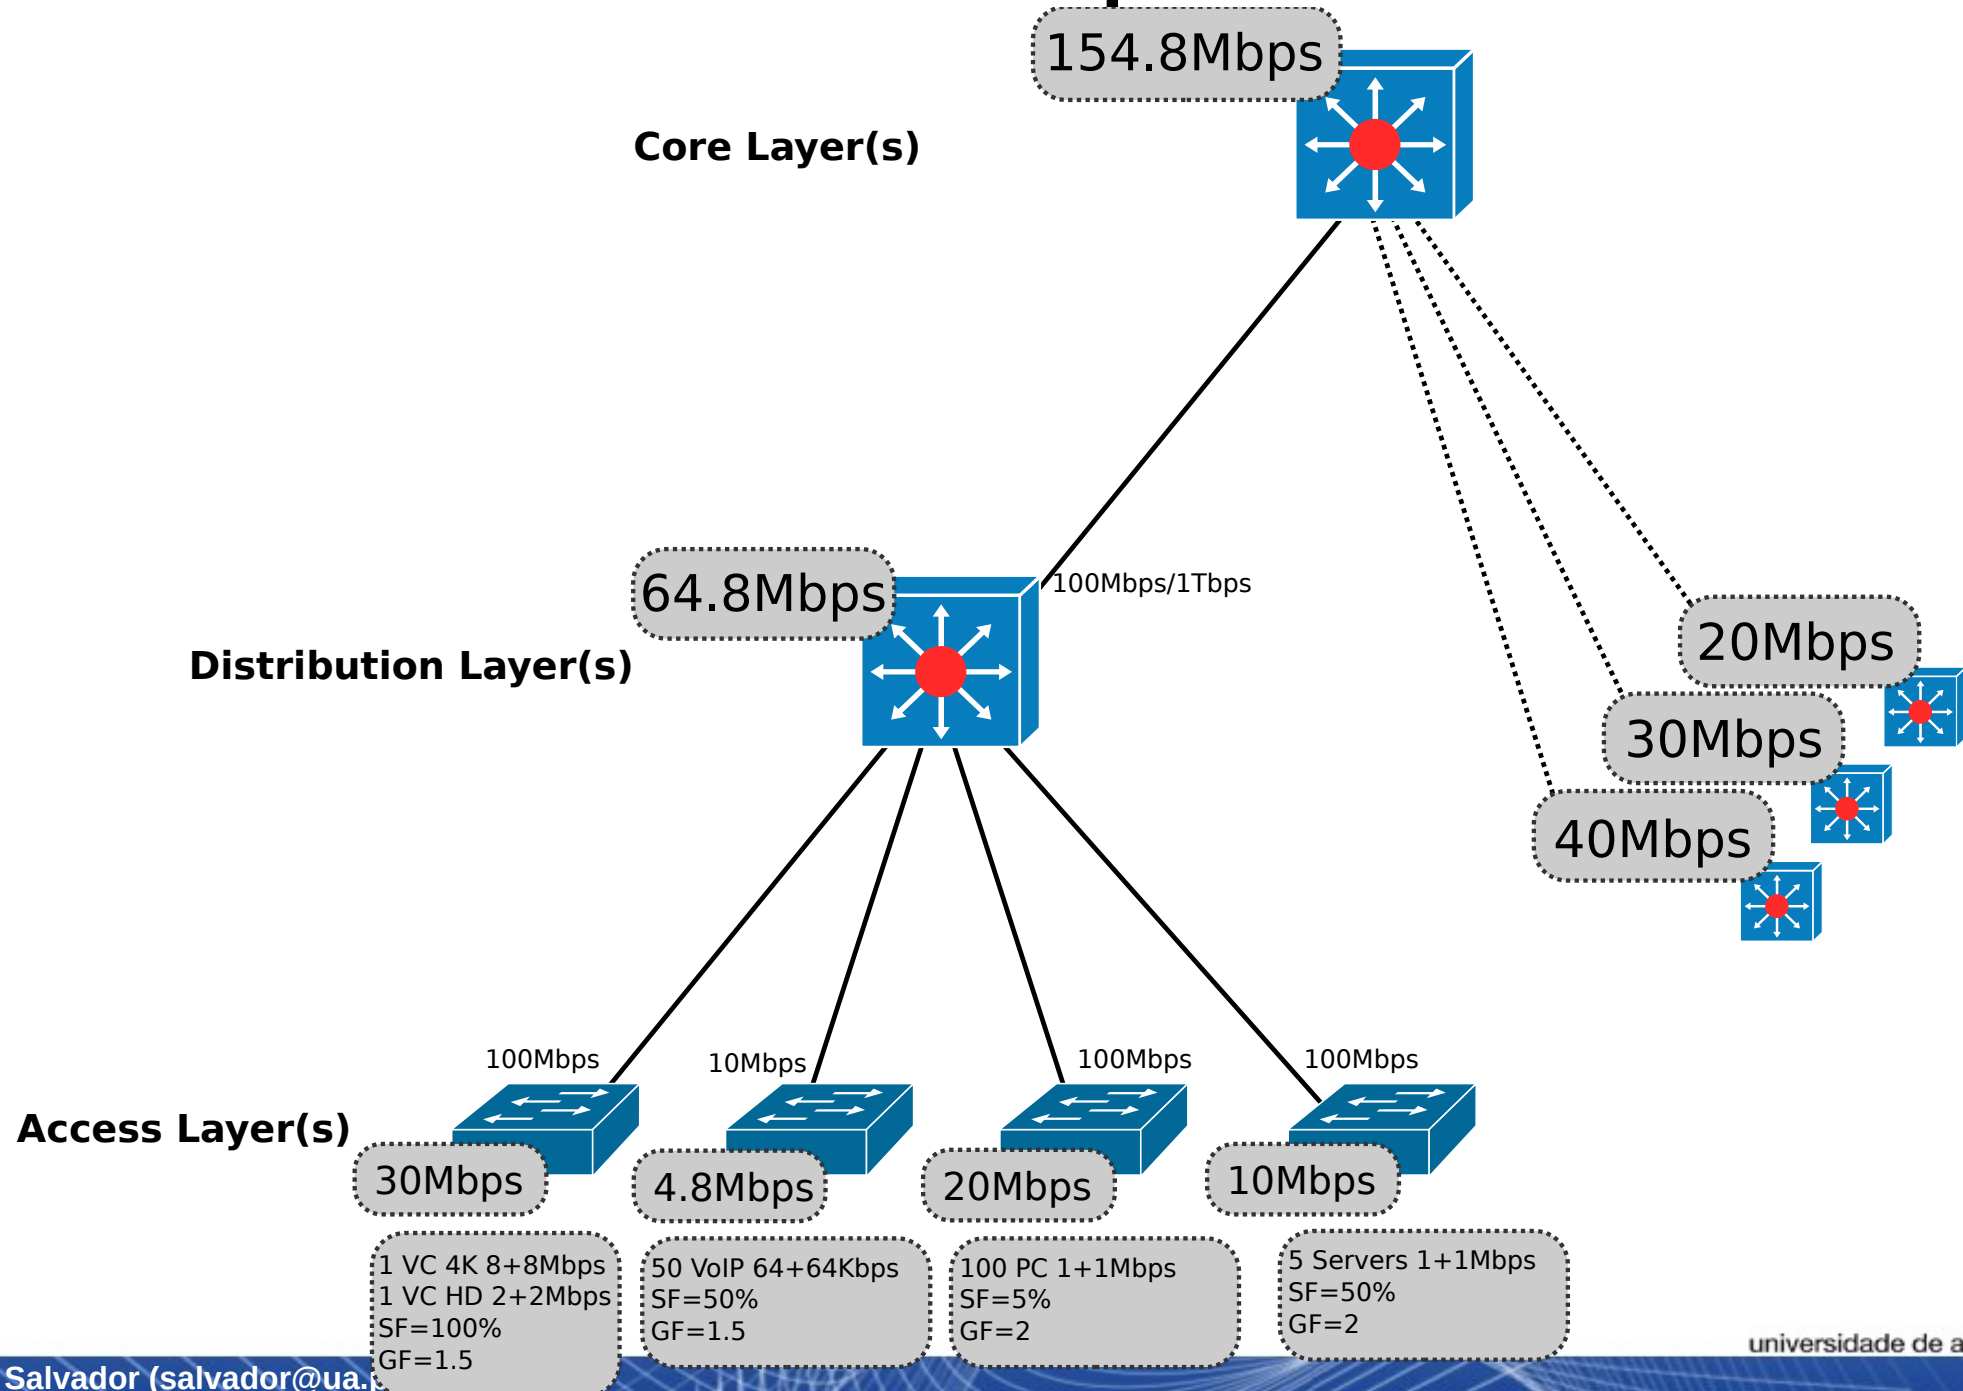 154.8Mbps
Core Layer(s)
64.8Mbps
100Mbps/1Tbps
Distribution Layer(s)
20Mbps
30Mbps
40Mbps
100Mbps
10Mbps
100Mbps
100Mbps
Access Layer(s)
30Mbps
4.8Mbps
20Mbps
10Mbps
1 VC 4K 8+8Mbps
1 VC HD 2+2Mbps
SF=100%
GF=1.5
50 VoIP 64+64Kbps
SF=50%
GF=1.5
100 PC 1+1Mbps
SF=5%
GF=2
5 Servers 1+1Mbps
SF=50%
GF=2
universidade de a
Salvador (salvador@ua.p